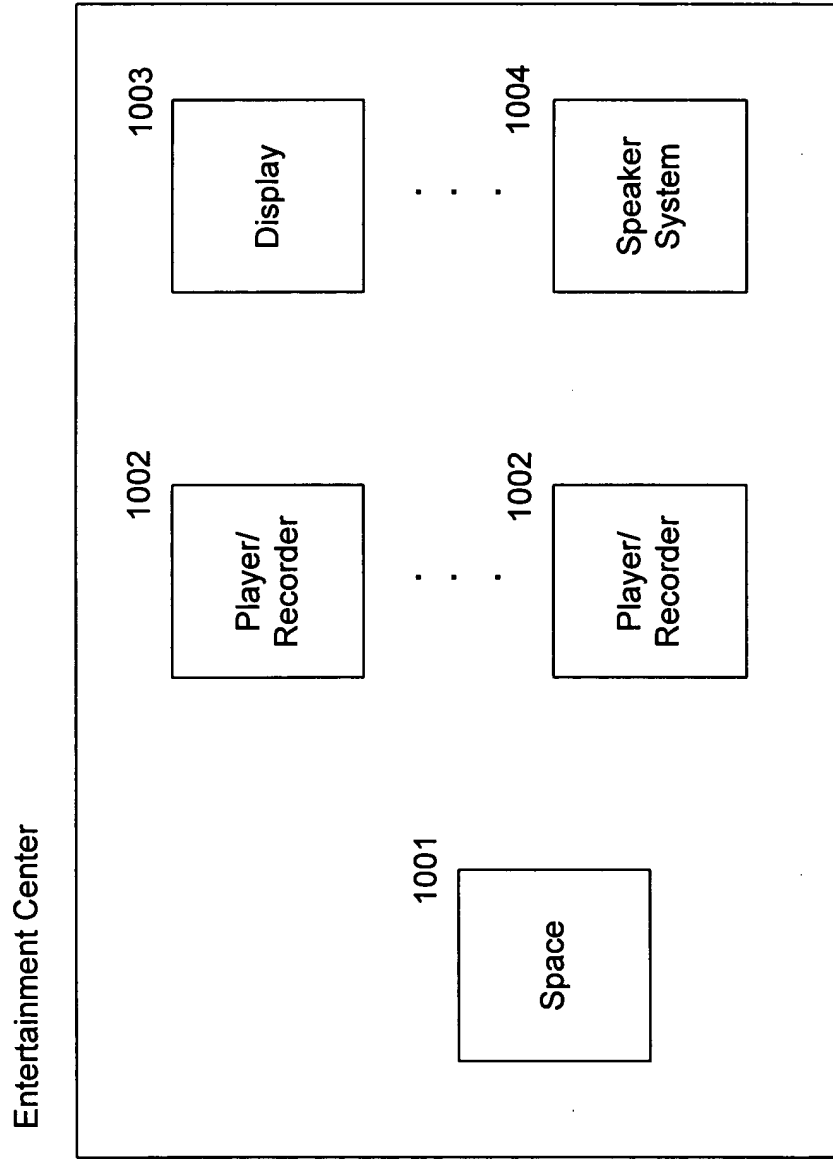 Entertainment Center
1001
Space
1002
Player/
Recorder
. . .
1002
Player/
Recorder
1003
Display
. . .
1004
Speaker
System